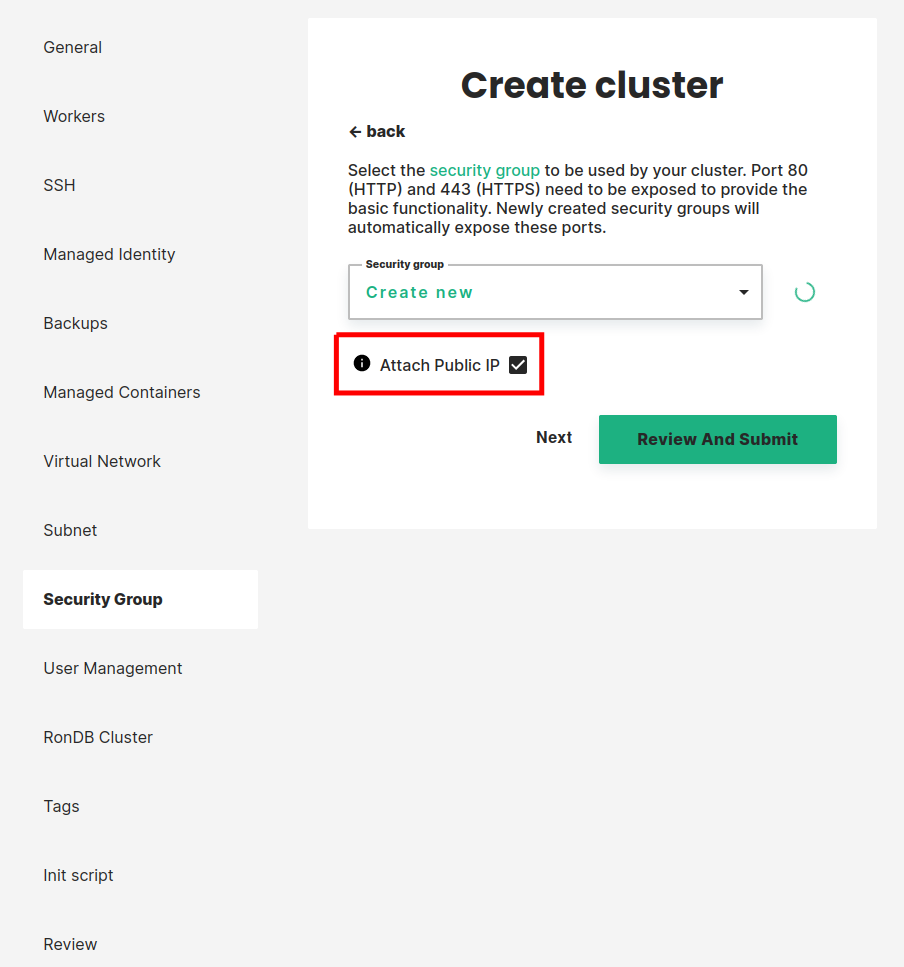 General
Workers
SSH
Managed Identity
Backups
Managed Containers
Virtual Network
Subnet
Security Group
User Management
RonDB Cluster
Tags
Init script
Review
Create cluster
← back
Select the security group to be used by your cluster. Port 80
(HTTP) and 443 (HTTPS) need to be exposed to provide the
basic functionality. Newly created security groups will
automatically expose these ports.
Security group
Create new
Attach Public IP
Next
Review And Submit